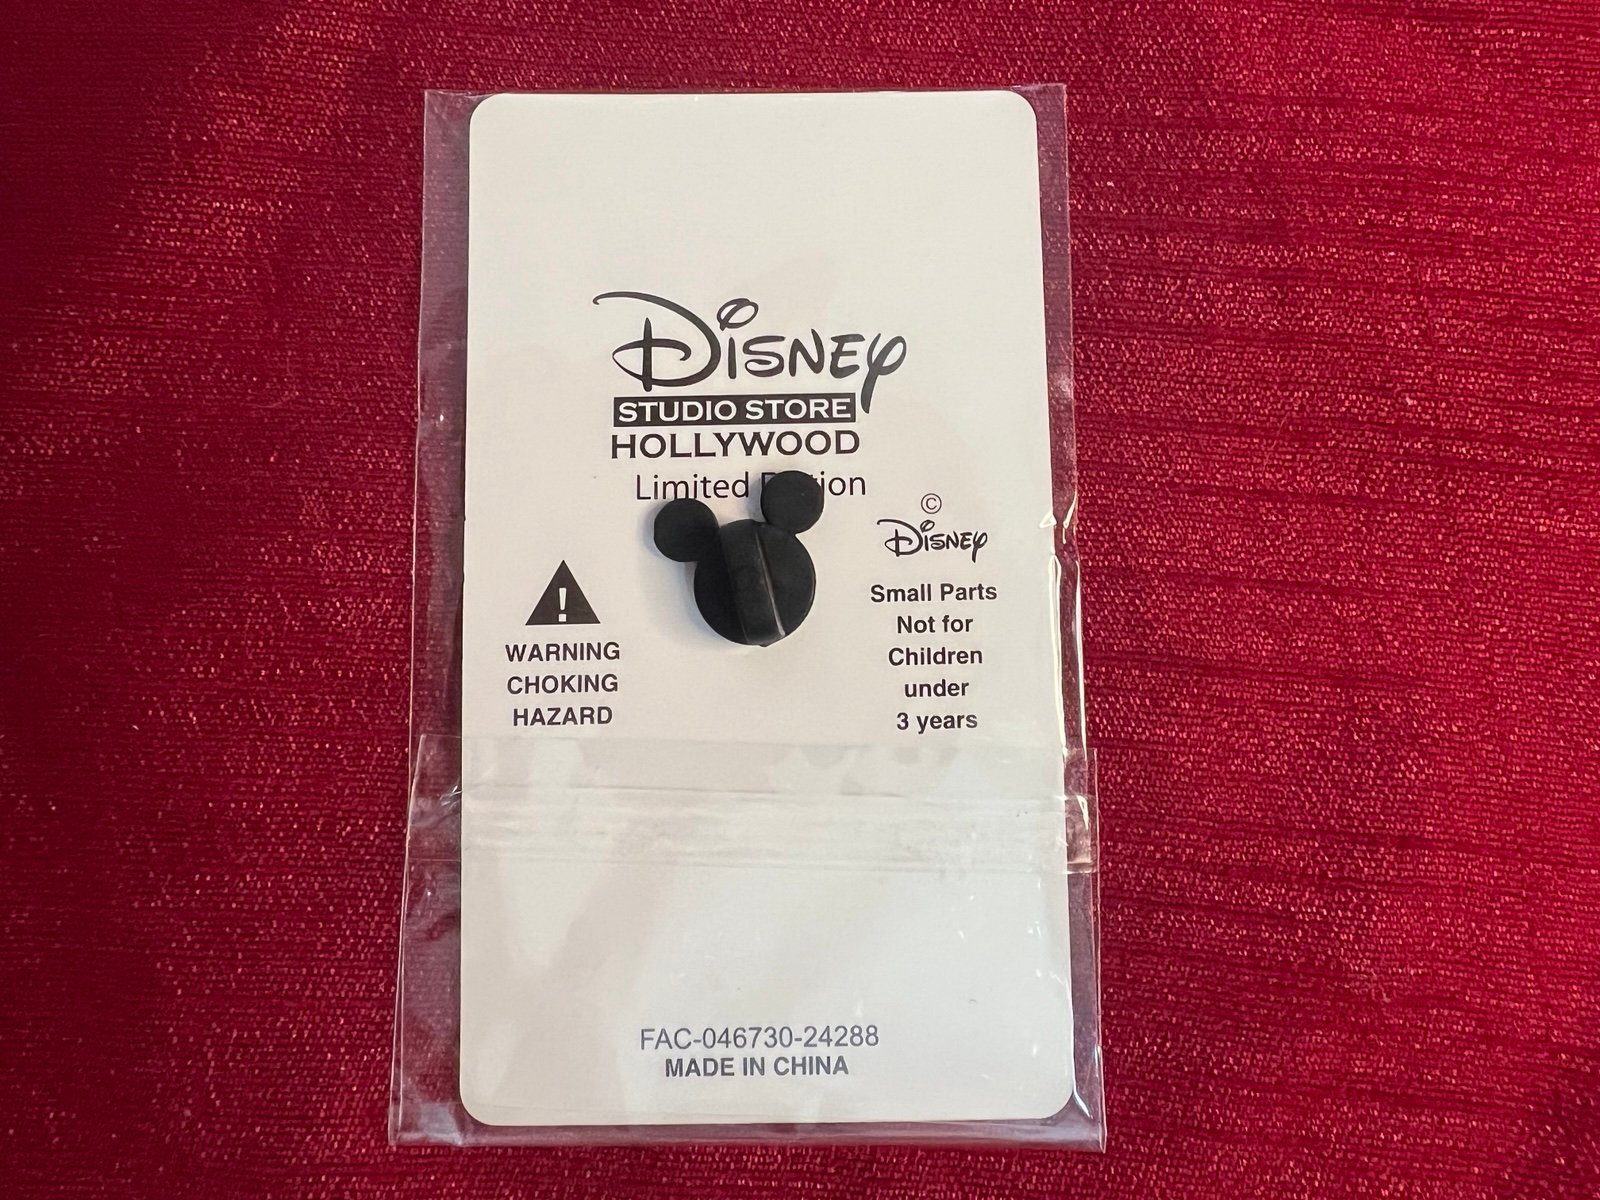 Disney
STUDIO STORE
HOLLYWOOD
Limited
©
Disney
Small Parts
Not for
Children
under
3 years
!
WARNING
CHOKING
HAZARD
FAC-046730-24288
MADE IN CHINA